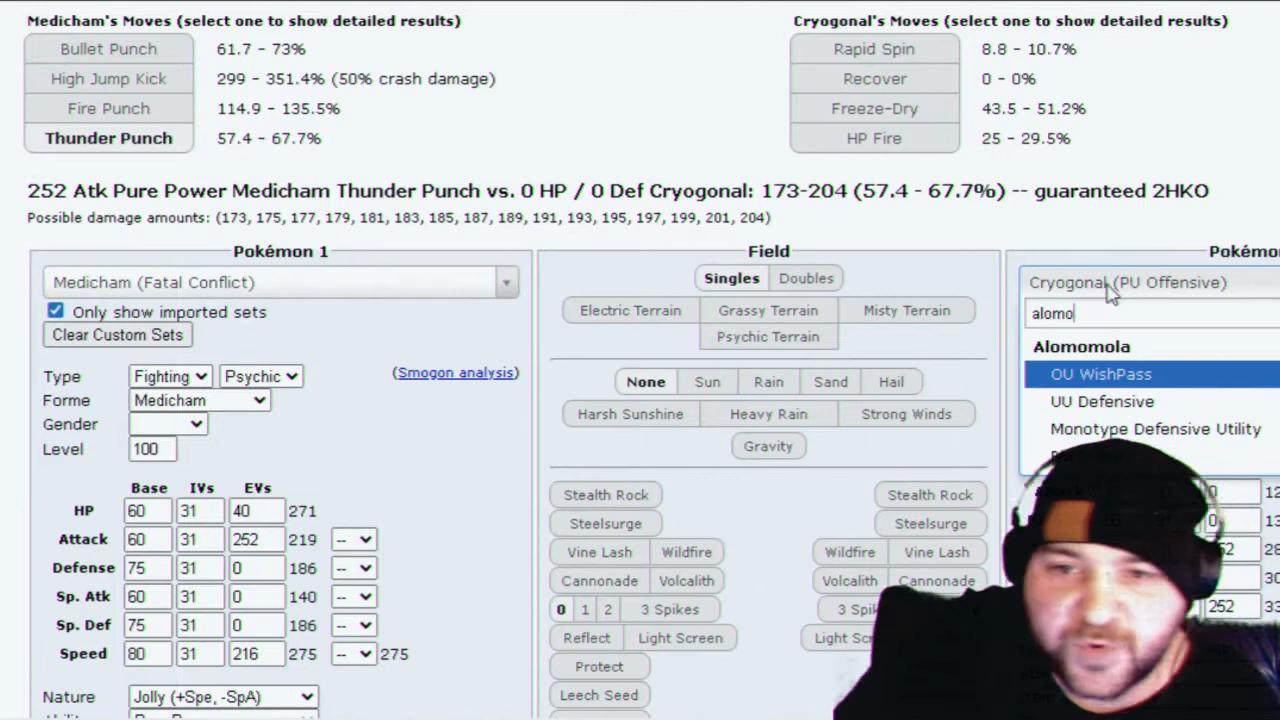 Medicham's Moves (select one to show detailed results)
Bullet Punch 61.7 - 73%
High Jump Kick 299 - 351.4% (50% crash damage)
Fire Punch 114.9 - 135.5%
Thunder Punch 57.4 - 67.7%
Cryogonal's Moves (select one to show detailed results)
Rapid Spin 8.8 - 10.7%
Recover 0 - 0%
Freeze-Dry 43.5 - 51.2%
HP Fire 25 - 29.5%
252 Atk Pure Power Medicham Thunder Punch vs. 0 HP / 0 Def Cryogonal: 173-204 (57.4 - 67.7%) -- guaranteed 2HKO
Possible damage amounts: (173, 175, 177, 179, 181, 183, 185, 187, 189, 191, 193, 195, 197, 199, 201, 204)
Pokémon 1
Medicham (Fatal Conflict)
Only show imported sets
Clear Custom Sets
Type Fighting Psychic (Smogon analysis)
Forme Medicham
Gender
Level 100
Base IVs EVs
HP 60 31 40 271
Attack 60 31 252 219 --
Defense 75 31 0 186 --
Sp. Atk 60 31 0 140 --
Sp. Def 75 31 0 186 --
Speed 80 31 216 275 -- 275
Nature Jolly (+Spe, -SpA)
Field
Singles Doubles
Electric Terrain Grassy Terrain Misty Terrain
Psychic Terrain
None Sun Rain Sand Hail
Harsh Sunshine Heavy Rain Strong Winds
Gravity
Stealth Rock Stealth Rock
Steelsurge Steelsurge
Vine Lash Wildfire Wildfire Vine Lash
Cannonade Volcalith Volcalith Cannonade
0 1 2 3 Spikes 3 Spik
Reflect Light Screen Light Scre
Protect
Leech Seed
Pokémon
Cryogonal (PU Offensive)
alomo
Alomomola
OU WishPass
UU Defensive
Monotype Defensive Utility